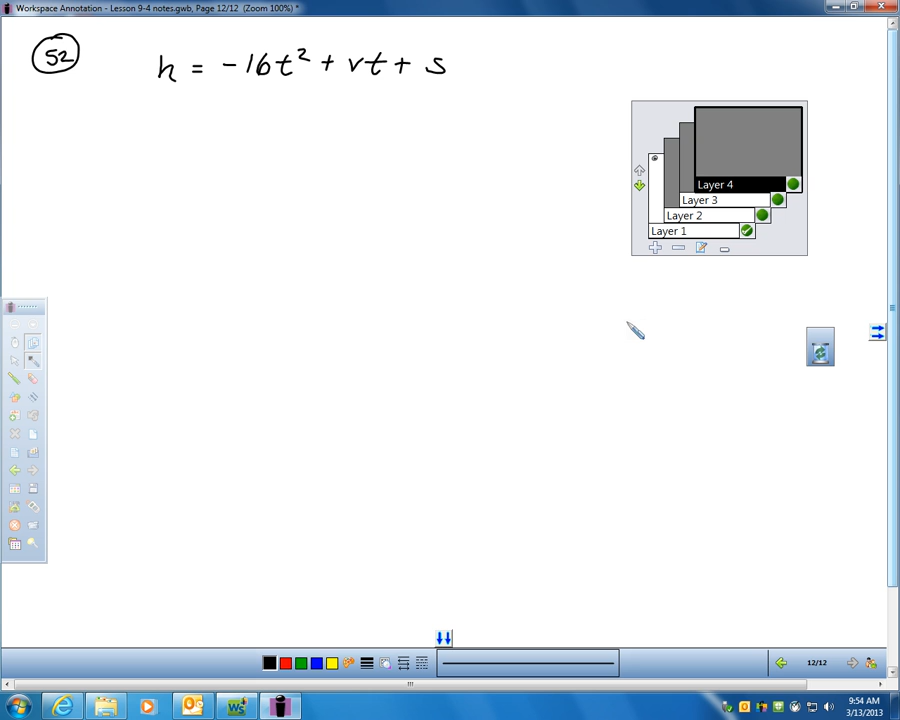 Workspace Annotation - Lesson 9-4 notes.gwb, Page 12/12 (Zoom 100%) *
52
h = -16t² + vt + s
Layer 4
Layer 3
Layer 2
Layer 1
12/12
9:54 AM
3/13/2013